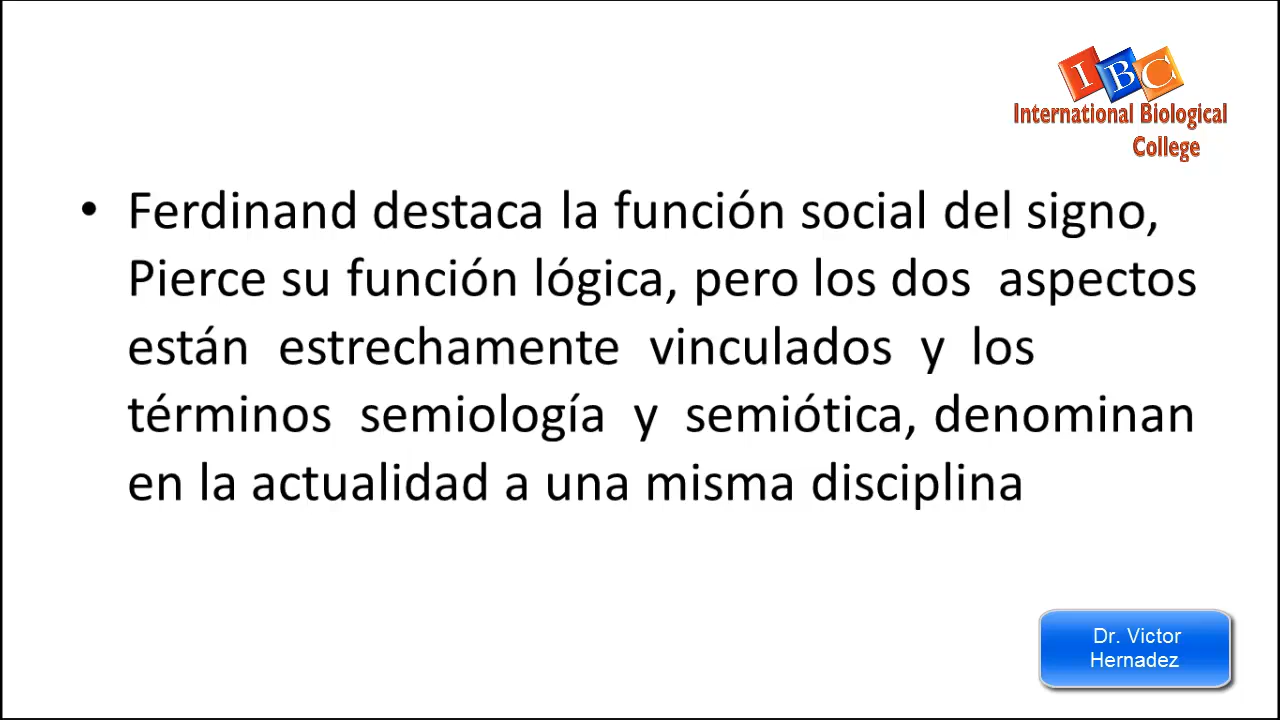 IBC
International Biological
College
• Ferdinand destaca la función social del signo,
Pierce su función lógica, pero los dos aspectos
están estrechamente vinculados y los
términos semiología y semiótica, denominan
en la actualidad a una misma disciplina
Dr. Victor
Hernadez